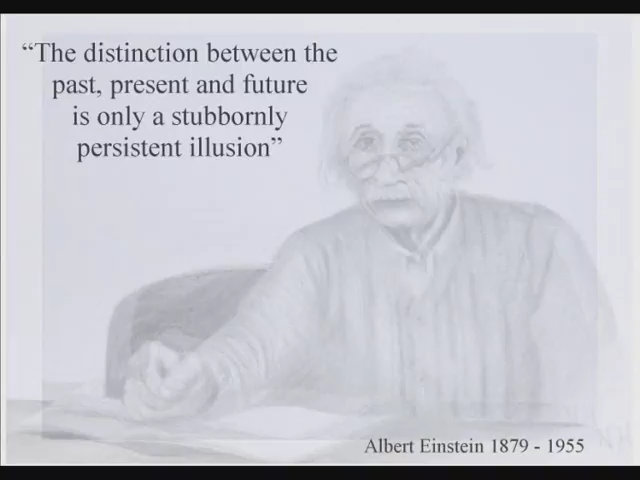 “The distinction between the
past, present and future
is only a stubbornly
persistent illusion”
Albert Einstein 1879 - 1955